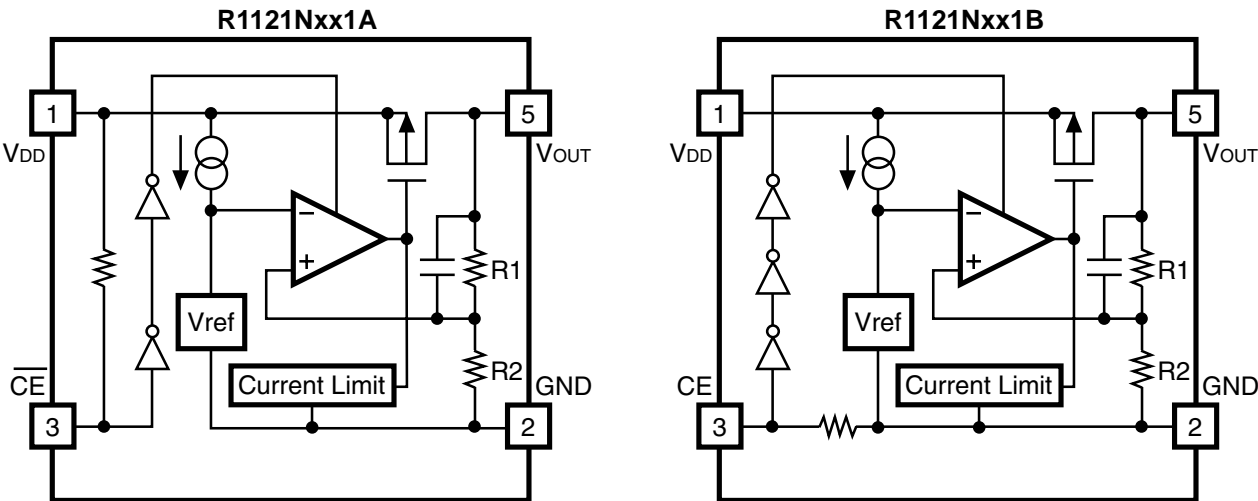 R1121Nxx1A
1
VDD
5
VOUT
−
+
R1
Vref
R2
Current Limit
CE
3
GND
2
R1121Nxx1B
1
VDD
5
VOUT
−
+
R1
Vref
R2
Current Limit
CE
3
GND
2